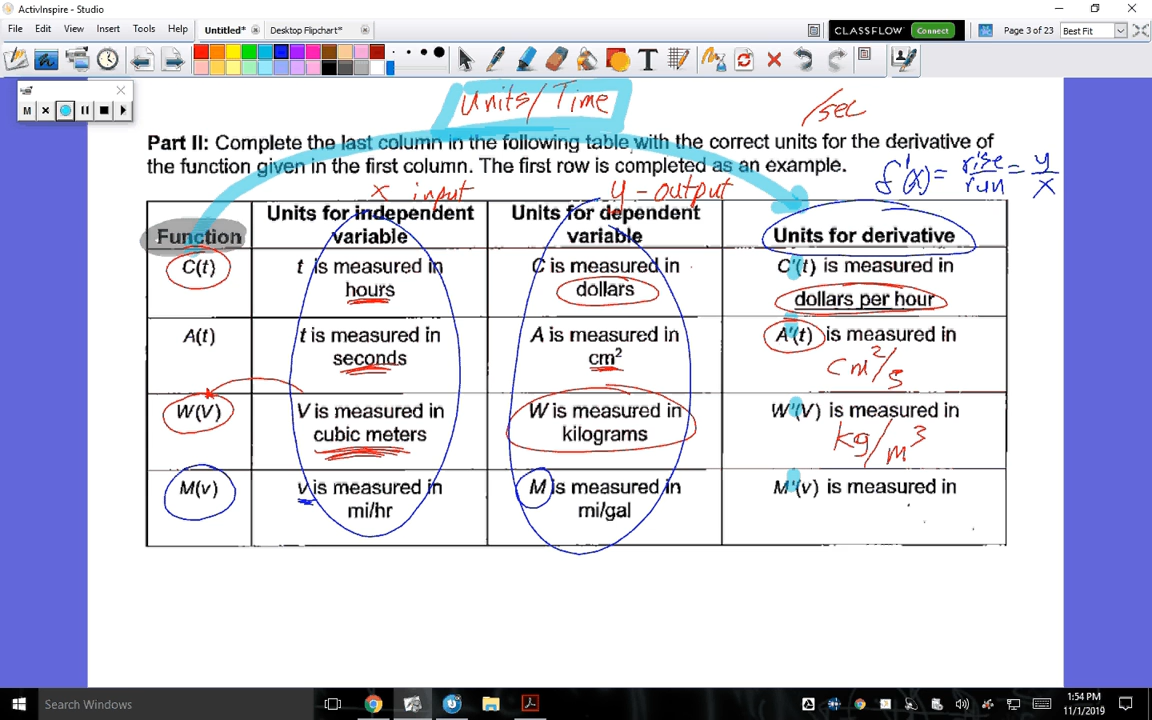 ActivInspire - Studio
File Edit View Insert Tools Help Untitled* Desktop Flipchart* CLASSFLOW Connect Page 3 of 23 Best Fit
M
Units/Time
/sec
Part II: Complete the last column in the following table with the correct units for the derivative of
the function given in the first column. The first row is completed as an example.
f'(x) = rise/run = y/x
x input
y - output
Function
Units for independent
variable
Units for dependent
variable
Units for derivative
C(t)
t is measured in
hours
C is measured in
dollars
C'(t) is measured in
dollars per hour
A(t)
t is measured in
seconds
A is measured in
cm²
A'(t) is measured in
cm²/s
W(V)
V is measured in
cubic meters
W is measured in
kilograms
W'(V) is measured in
kg/m³
M(v)
v is measured in
mi/hr
M is measured in
mi/gal
M'(v) is measured in
Search Windows
1:54 PM
11/1/2019